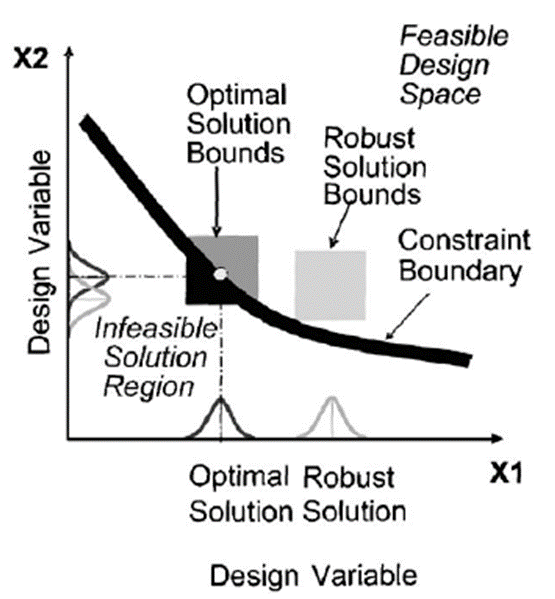 X2
Feasible
Design
Space
Optimal
Solution
Bounds
Robust
Solution
Bounds
Constraint
Boundary
Design Variable
Infeasible
Solution
Region
X1
Optimal Robust
Solution Solution
Design Variable